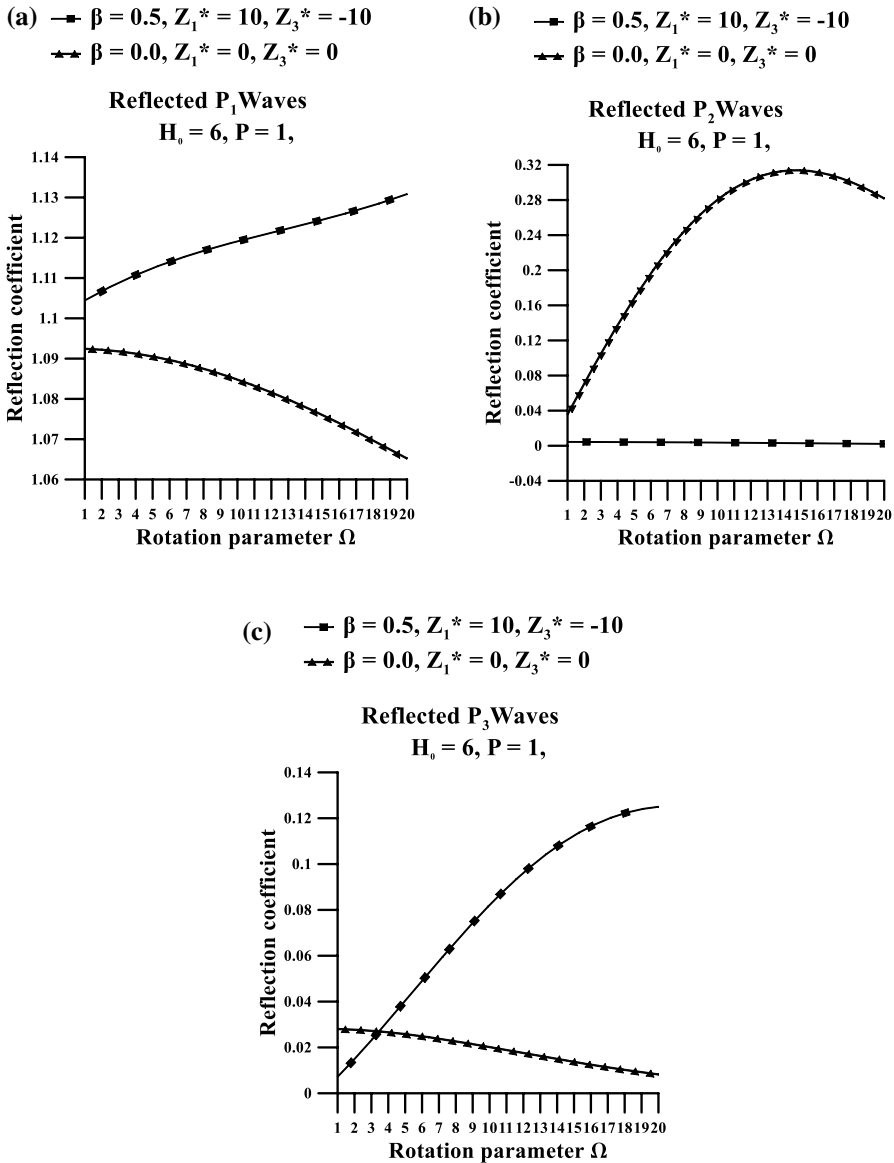 (a)
β = 0.5, Z₁* = 10, Z₃* = -10
β = 0.0, Z₁* = 0, Z₃* = 0
Reflected P₁Waves
H₀ = 6, P = 1,
Reflection coefficient
1.14
1.13
1.12
1.11
1.1
1.09
1.08
1.07
1.06
1 2 3 4 5 6 7 8 9 10 11 12 13 14 15 16 17 18 19 20
Rotation parameter Ω
(b)
β = 0.5, Z₁* = 10, Z₃* = -10
β = 0.0, Z₁* = 0, Z₃* = 0
Reflected P₂Waves
H₀ = 6, P = 1,
Reflection coefficient
0.32
0.28
0.24
0.2
0.16
0.12
0.08
0.04
0
-0.04
1 2 3 4 5 6 7 8 9 10 11 12 13 14 15 16 17 18 19 20
Rotation parameter Ω
(c)
β = 0.5, Z₁* = 10, Z₃* = -10
β = 0.0, Z₁* = 0, Z₃* = 0
Reflected P₃Waves
H₀ = 6, P = 1,
Reflection coefficient
0.14
0.12
0.1
0.08
0.06
0.04
0.02
0
1 2 3 4 5 6 7 8 9 10 11 12 13 14 15 16 17 18 19 20
Rotation parameter Ω